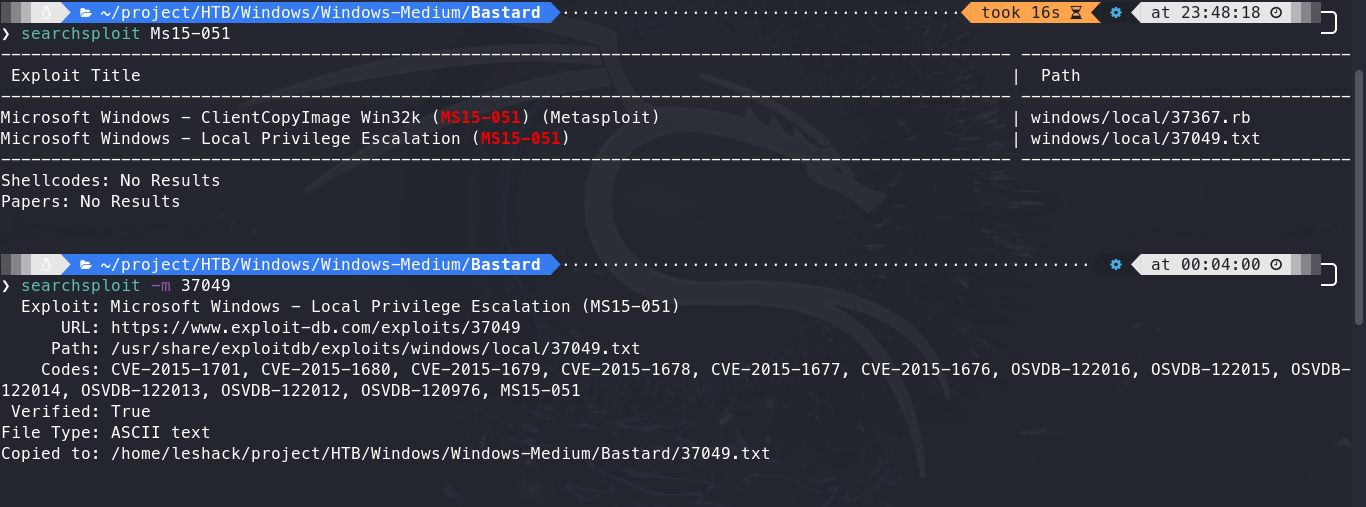 ~/project/HTB/Windows/Windows-Medium/Bastard took 16s at 23:48:18
❯ searchsploit Ms15-051
Exploit Title | Path
Microsoft Windows - ClientCopyImage Win32k (MS15-051) (Metasploit) | windows/local/37367.rb
Microsoft Windows - Local Privilege Escalation (MS15-051) | windows/local/37049.txt
Shellcodes: No Results
Papers: No Results
~/project/HTB/Windows/Windows-Medium/Bastard at 00:04:00
❯ searchsploit -m 37049
Exploit: Microsoft Windows - Local Privilege Escalation (MS15-051)
URL: https://www.exploit-db.com/exploits/37049
Path: /usr/share/exploitdb/exploits/windows/local/37049.txt
Codes: CVE-2015-1701, CVE-2015-1680, CVE-2015-1679, CVE-2015-1678, CVE-2015-1677, CVE-2015-1676, OSVDB-122016, OSVDB-122015, OSVDB-
122014, OSVDB-122013, OSVDB-122012, OSVDB-120976, MS15-051
Verified: True
File Type: ASCII text
Copied to: /home/leshack/project/HTB/Windows/Windows-Medium/Bastard/37049.txt